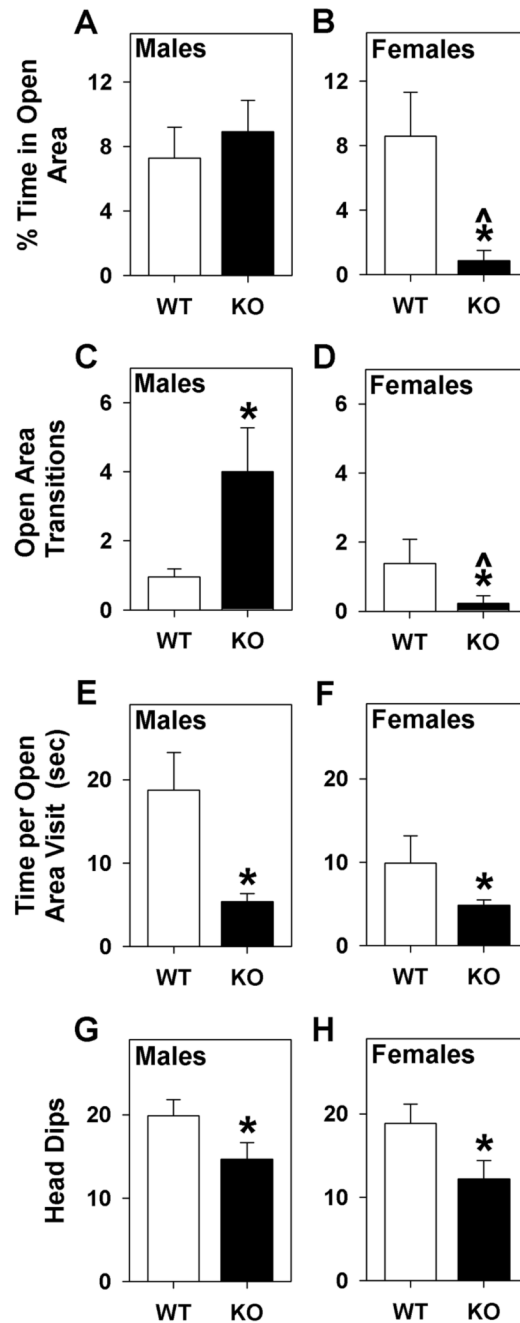 A
B
% Time in Open
Area
Males
Females
12
8
4
0
WT
KO
12
8
4
0
^
*
WT
KO
C
D
Open Area
Transitions
Males
Females
6
4
2
0
*
WT
KO
6
4
2
0
^
*
WT
KO
E
F
Time per Open
Area Visit (sec)
Males
Females
20
10
0
*
WT
KO
20
10
0
*
WT
KO
G
H
Head Dips
Males
Females
20
10
0
*
WT
KO
20
10
0
*
WT
KO